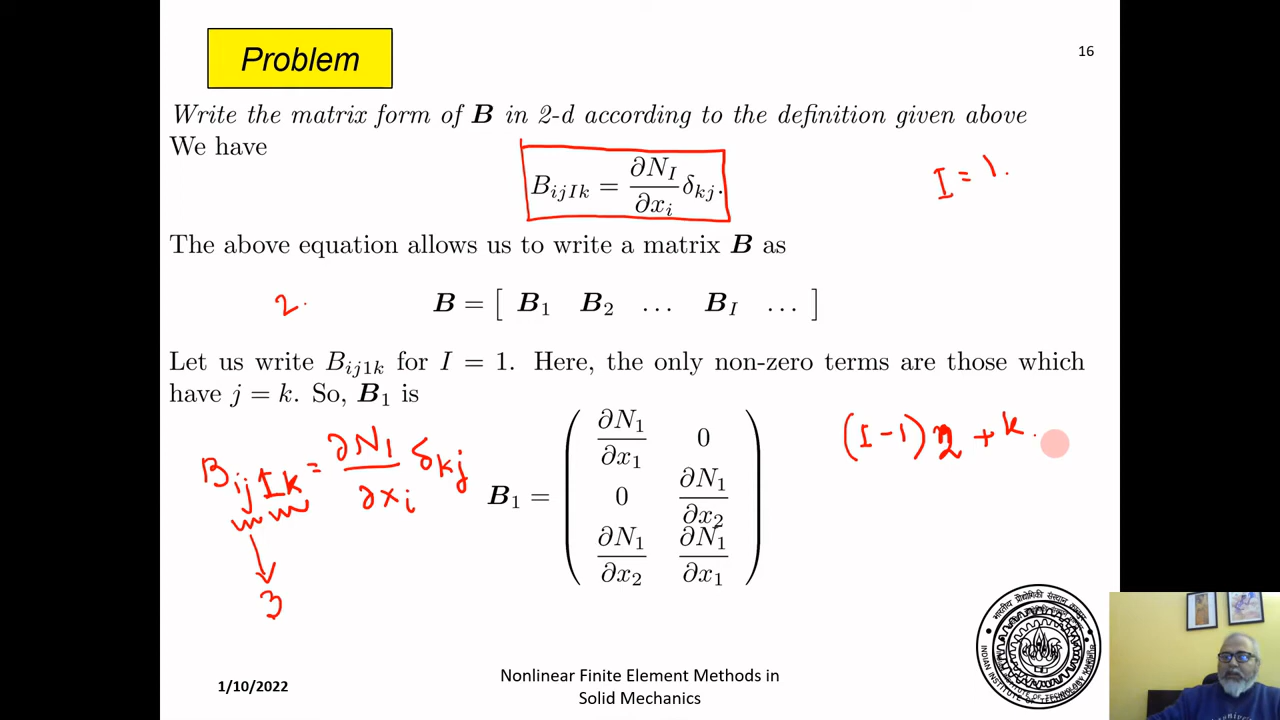 Problem
16
Write the matrix form of B in 2-d according to the definition given above
We have
B_{ijIk} = ∂N_I/∂x_i δ_{kj}.
I = 1.
The above equation allows us to write a matrix B as
2.
B = [ B_1 B_2 … B_I … ]
Let us write B_{ij1k} for I = 1. Here, the only non-zero terms are those which
have j = k. So, B_1 is
B_{ijIk} = ∂N_1/∂x_i δ_{kj}
3
B_1 = ( ∂N_1/∂x_1 0
0 ∂N_1/∂x_2
∂N_1/∂x_2 ∂N_1/∂x_1 )
(I-1)2 + k.
1/10/2022
Nonlinear Finite Element Methods in
Solid Mechanics